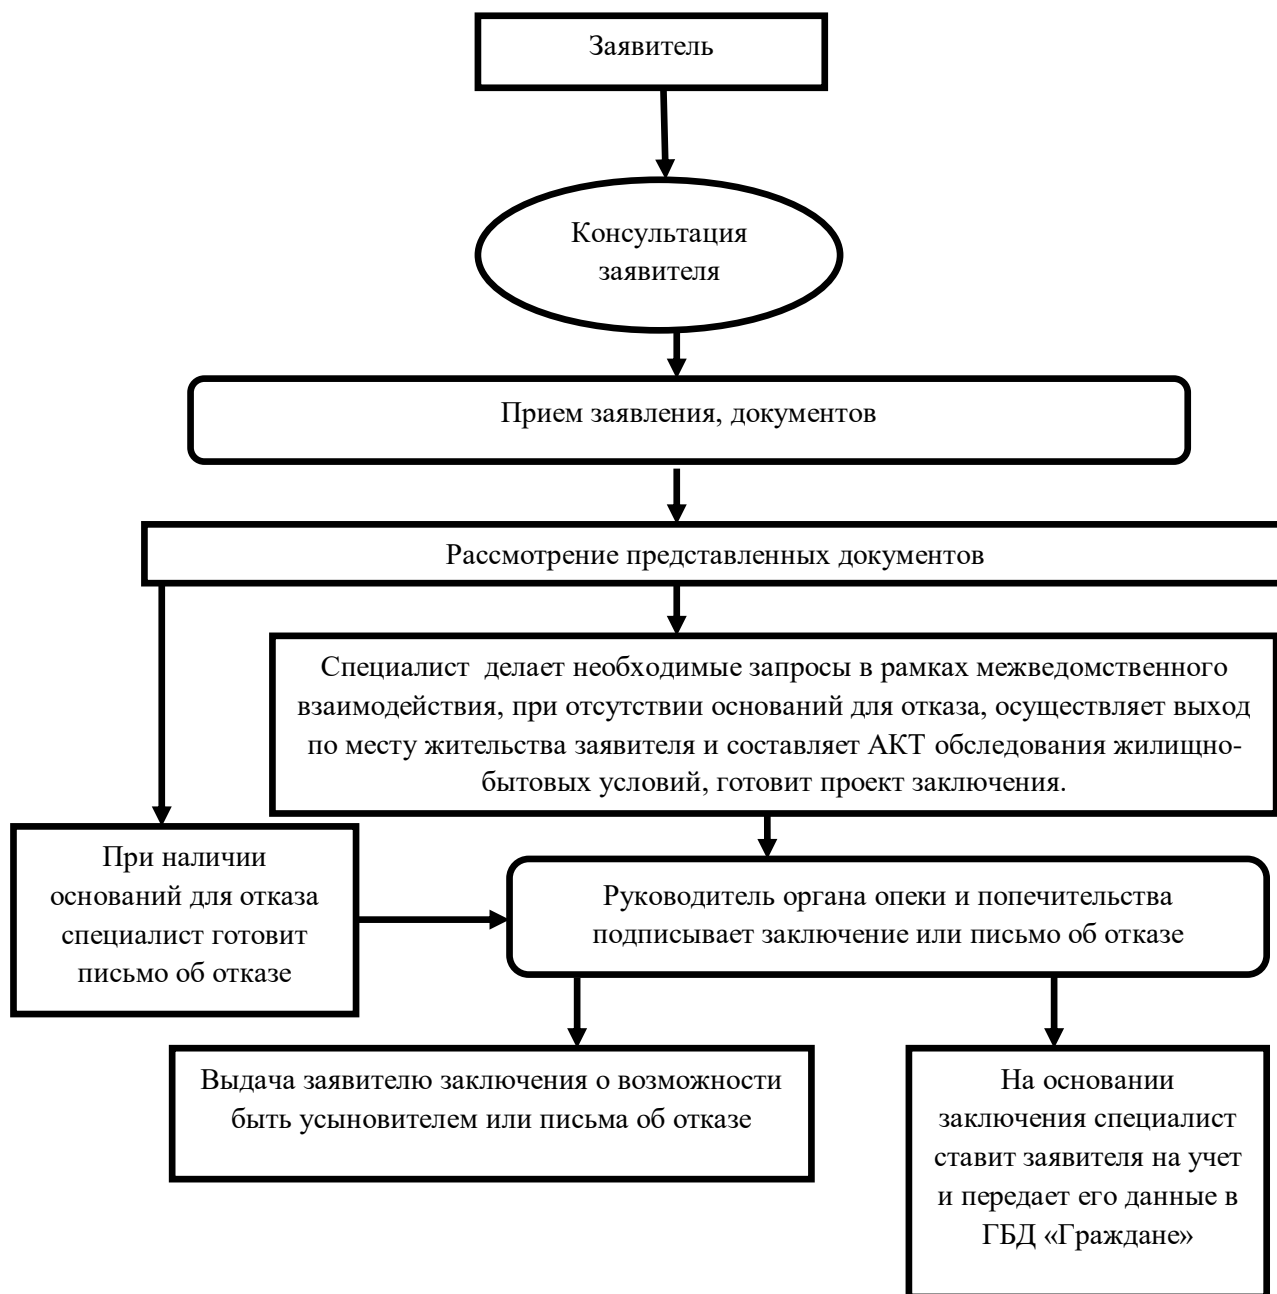 Заявитель
Консультация
заявителя
Прием заявления, документов
Рассмотрение представленных документов
Специалист  делает необходимые запросы в рамках межведомственного
взаимодействия, при отсутствии оснований для отказа, осуществляет выход
по месту жительства заявителя и составляет АКТ обследования жилищно-
бытовых условий, готовит проект заключения.
При наличии
оснований для отказа
специалист готовит
письмо об отказе
Руководитель органа опеки и попечительства
подписывает заключение или письмо об отказе
Выдача заявителю заключения о возможности
быть усыновителем или письма об отказе
На основании
заключения специалист
ставит заявителя на учет
и передает его данные в
ГБД «Граждане»